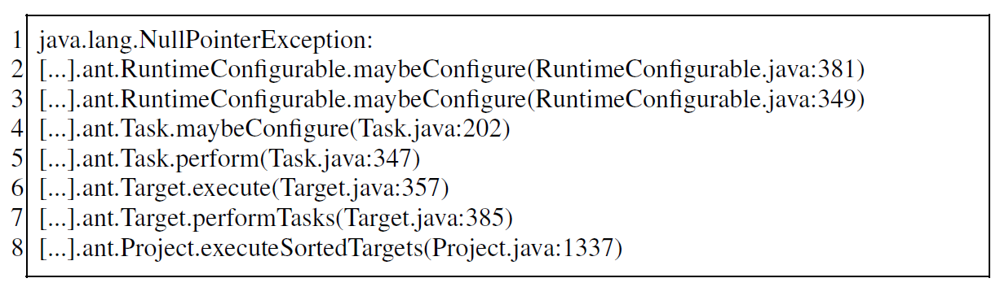 1 java.lang.NullPointerException:
2 [...].ant.RuntimeConfigurable.maybeConfigure(RuntimeConfigurable.java:381)
3 [...].ant.RuntimeConfigurable.maybeConfigure(RuntimeConfigurable.java:349)
4 [...].ant.Task.maybeConfigure(Task.java:202)
5 [...].ant.Task.perform(Task.java:347)
6 [...].ant.Target.execute(Target.java:357)
7 [...].ant.Target.performTasks(Target.java:385)
8 [...].ant.Project.executeSortedTargets(Project.java:1337)